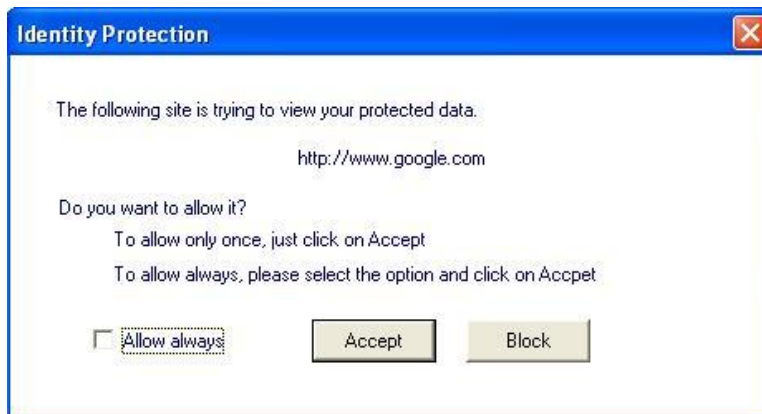 Identity Protection
The following site is trying to view your protected data.
http://www.google.com
Do you want to allow it?
To allow only once, just click on Accept
To allow always, please select the option and click on Accpet
Allow always Accept Block